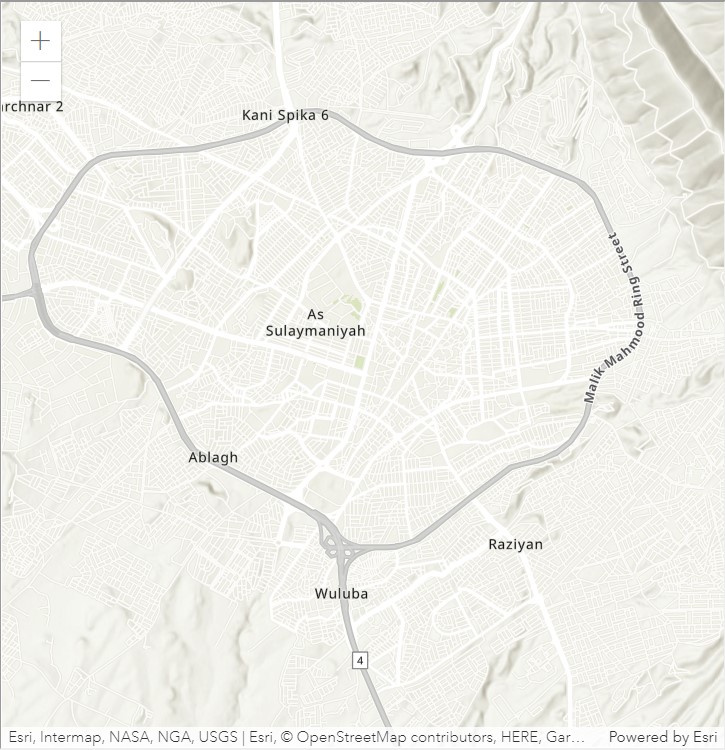 +
−
archnar 2
Kani Spika 6
Malik Mahmood Ring Street
As
Sulaymaniyah
Ablagh
Raziyan
Wuluba
4
Esri, Intermap, NASA, NGA, USGS | Esri, © OpenStreetMap contributors, HERE, Gar... Powered by Esri